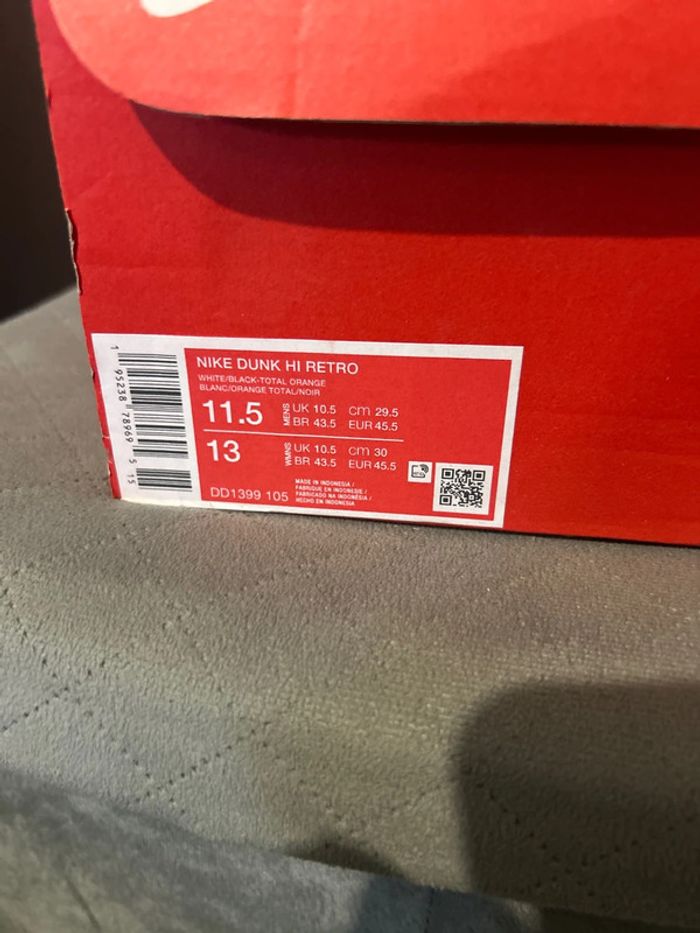 NIKE DUNK HI RETRO
WHITE/BLACK-TOTAL ORANGE
BLANC/ORANGE TOTAL/NOIR
11.5 MENS UK 10.5 cm 29.5
BR 43.5 EUR 45.5
13 WMNS UK 10.5 cm 30
BR 43.5 EUR 45.5
DD1399 105
MADE IN INDONESIA /
FABRIQUE EN INDONESIE /
FABRICADO NA INDONÉSIA /
HECHO EN INDONESIA
1 95238 78969 5 15